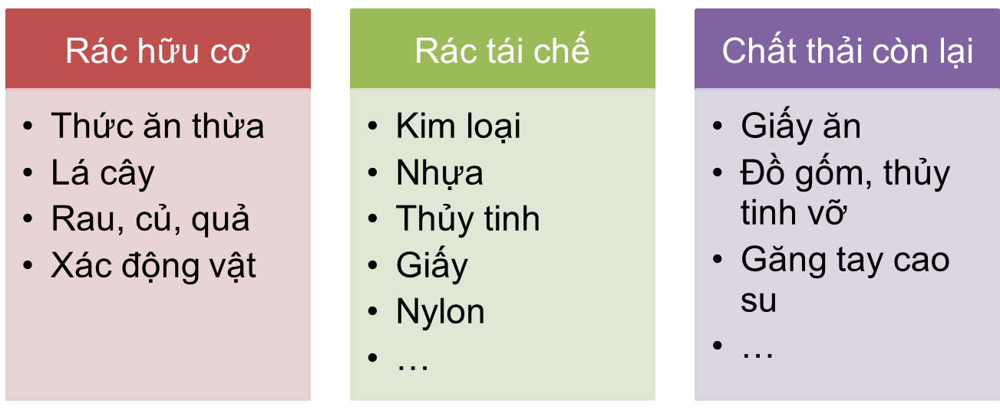 Rác hữu cơ
• Thức ăn thừa
• Lá cây
• Rau, củ, quả
• Xác động vật
Rác tái chế
• Kim loại
• Nhựa
• Thủy tinh
• Giấy
• Nylon
• …
Chất thải còn lại
• Giấy ăn
• Đồ gốm, thủy
tinh vỡ
• Găng tay cao
su
• …